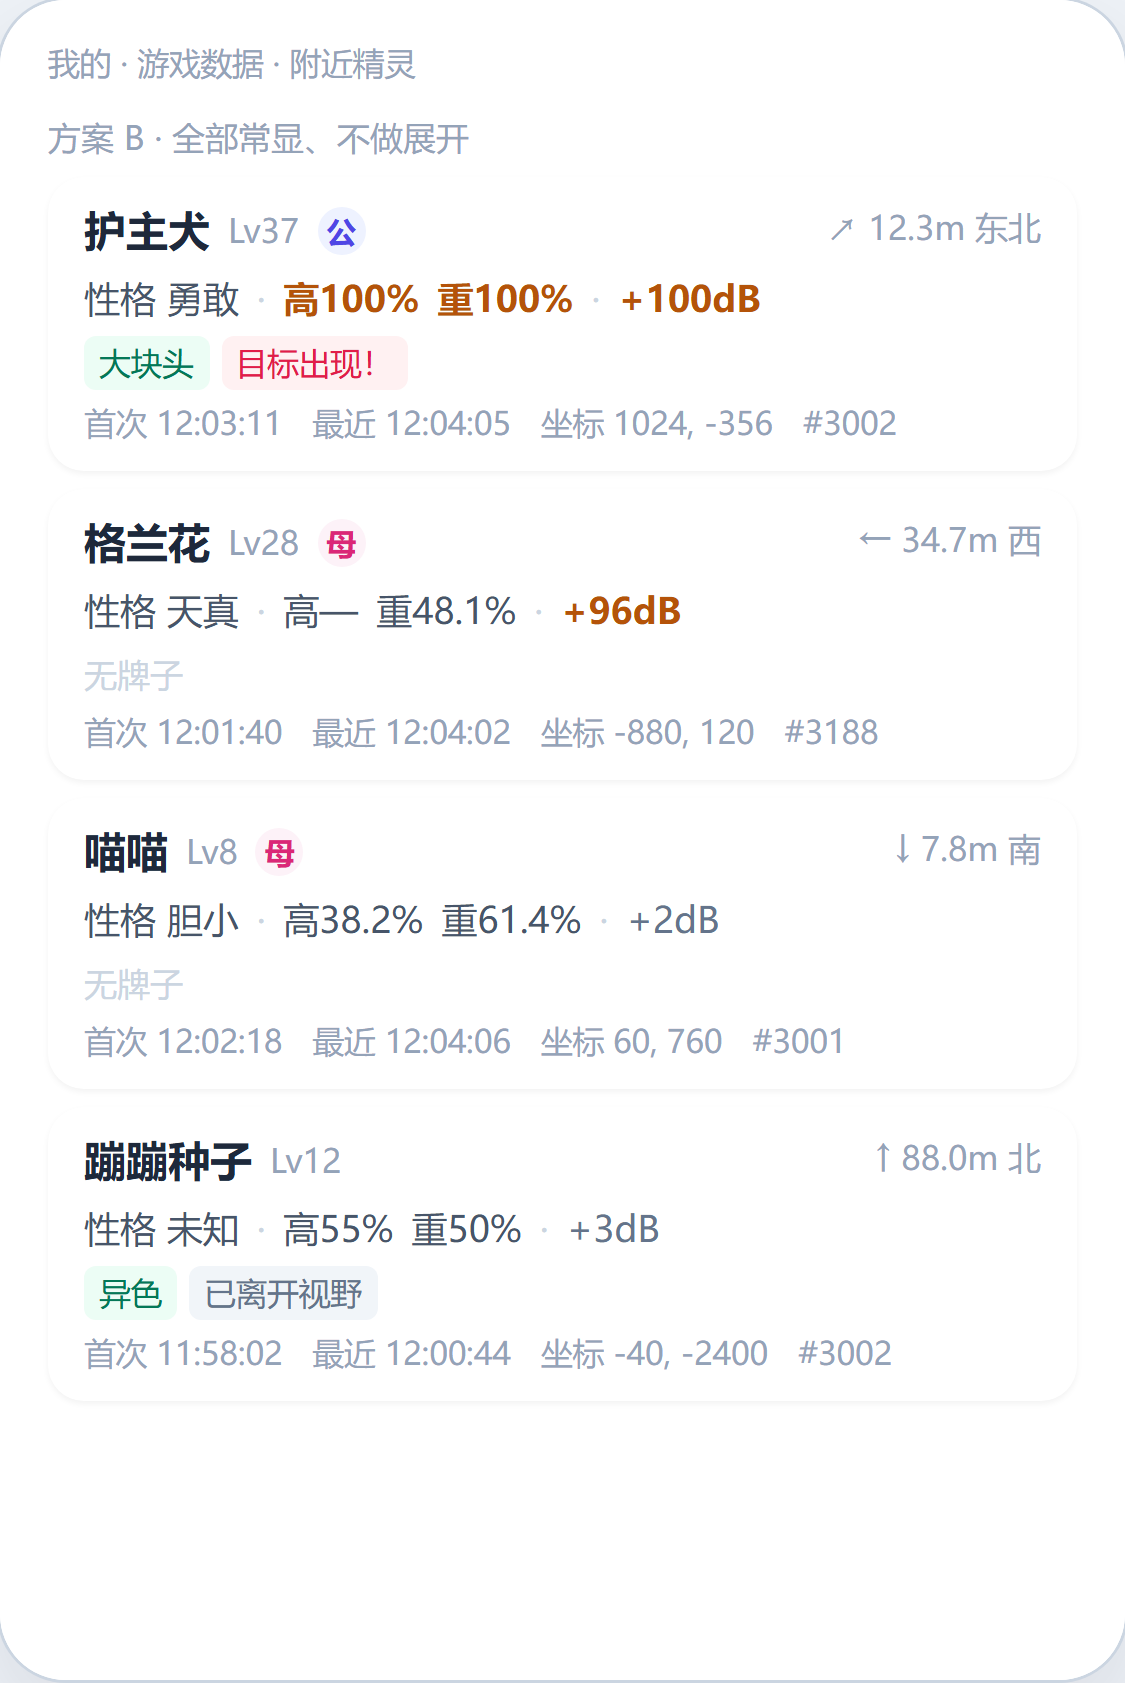 我的 · 游戏数据 · 附近精灵
方案 B · 全部常显、不做展开
护主犬 Lv37 公 ↗ 12.3m 东北
性格 勇敢 · 高100% 重100% · +100dB
大块头 目标出现！
首次 12:03:11 最近 12:04:05 坐标 1024, -356 #3002
格兰花 Lv28 母 ← 34.7m 西
性格 天真 · 高— 重48.1% · +96dB
无牌子
首次 12:01:40 最近 12:04:02 坐标 -880, 120 #3188
喵喵 Lv8 母 ↓ 7.8m 南
性格 胆小 · 高38.2% 重61.4% · +2dB
无牌子
首次 12:02:18 最近 12:04:06 坐标 60, 760 #3001
蹦蹦种子 Lv12 ↑ 88.0m 北
性格 未知 · 高55% 重50% · +3dB
异色 已离开视野
首次 11:58:02 最近 12:00:44 坐标 -40, -2400 #3002